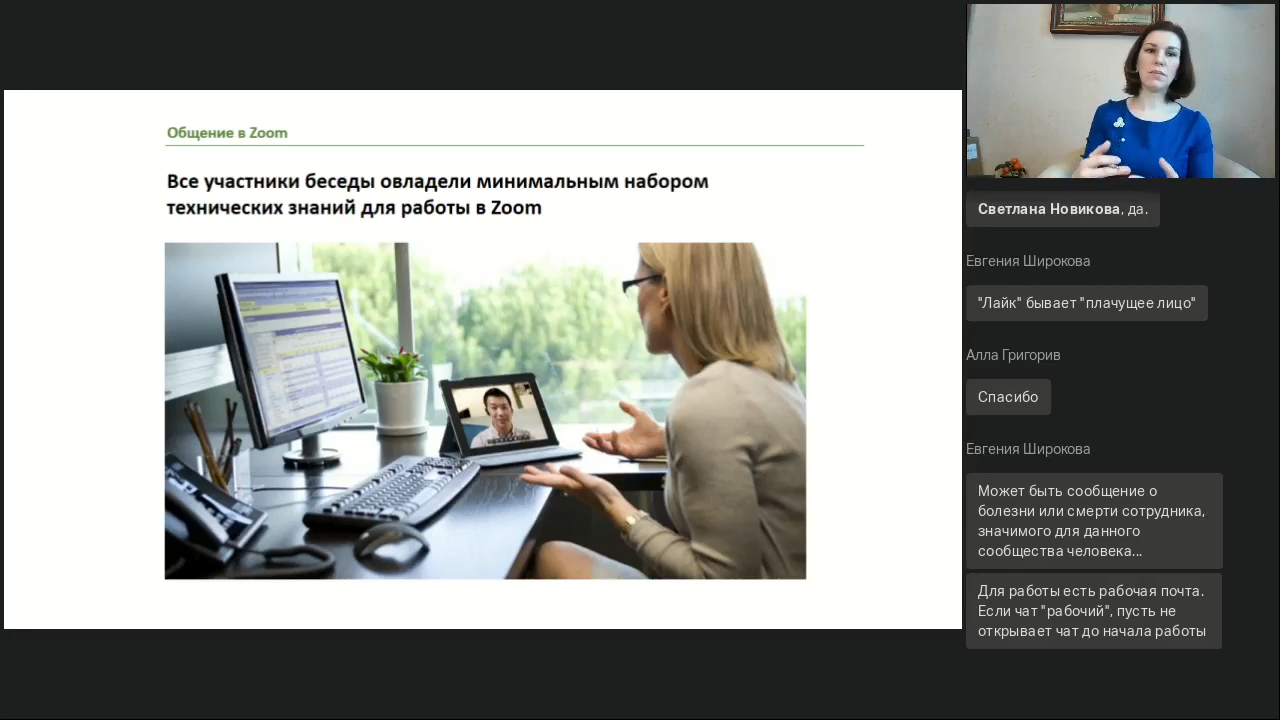 Общение в Zoom
Все участники беседы овладели минимальным набором
технических знаний для работы в Zoom
Светлана Новикова, да.
Евгения Широкова
"Лайк" бывает "плачущее лицо"
Алла Григорив
Спасибо
Евгения Широкова
Может быть сообщение о
болезни или смерти сотрудника,
значимого для данного
сообщества человека...
Для работы есть рабочая почта.
Если чат "рабочий", пусть не
открывает чат до начала работы